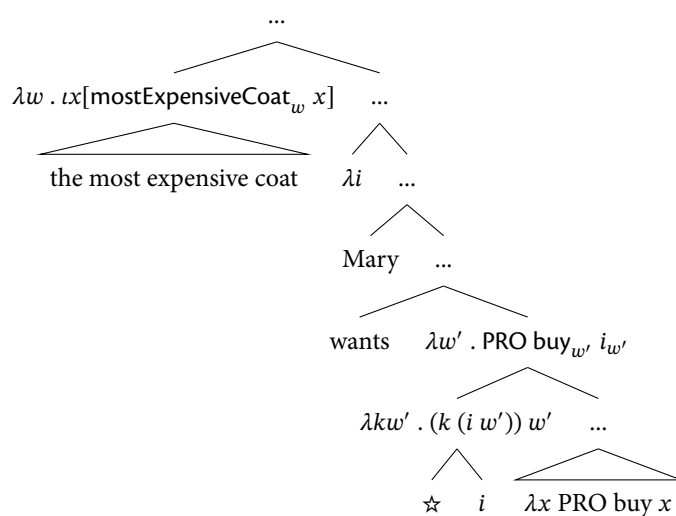 ...
λw . ιx[mostExpensiveCoat_w x] ...
the most expensive coat λi ...
Mary ...
wants λw′ . PRO buy_w′ i_w′
λkw′ . (k (i w′)) w′ ...
☆ i λx PRO buy x